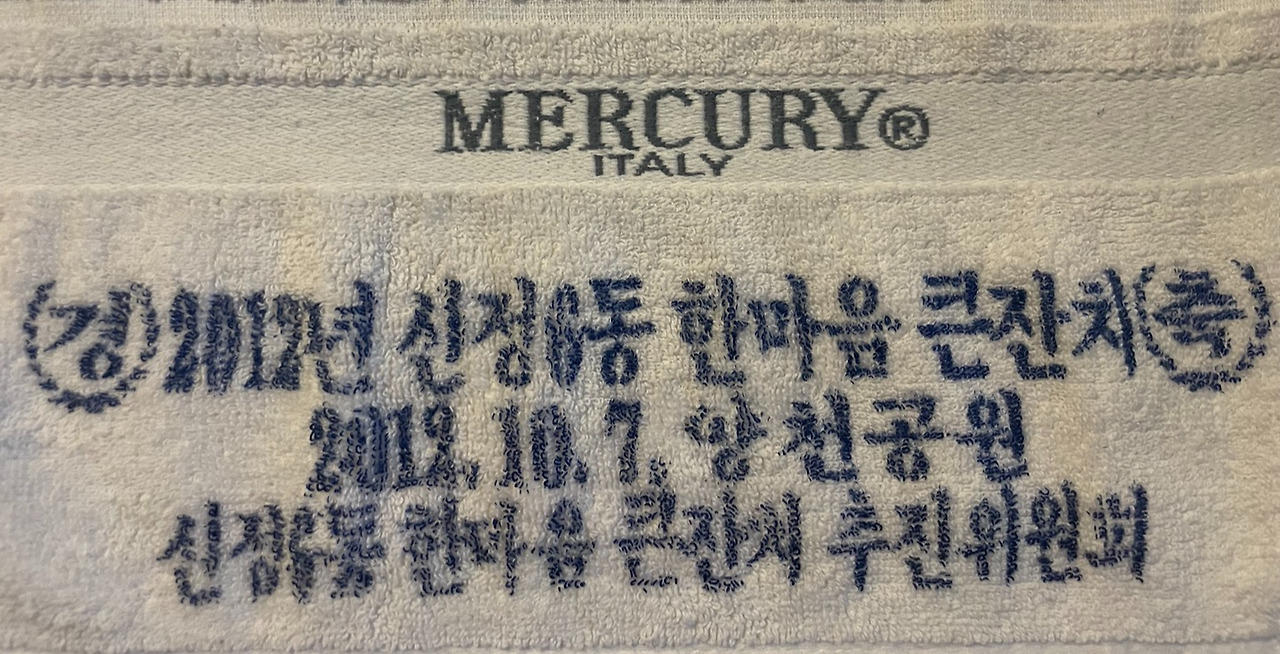 MERCURY®
ITALY
(경) 2012년 신정6동 한마음 큰잔치 (축)
2012. 10. 7. 양천공원
신정6동 한마음 큰잔치 추진위원회